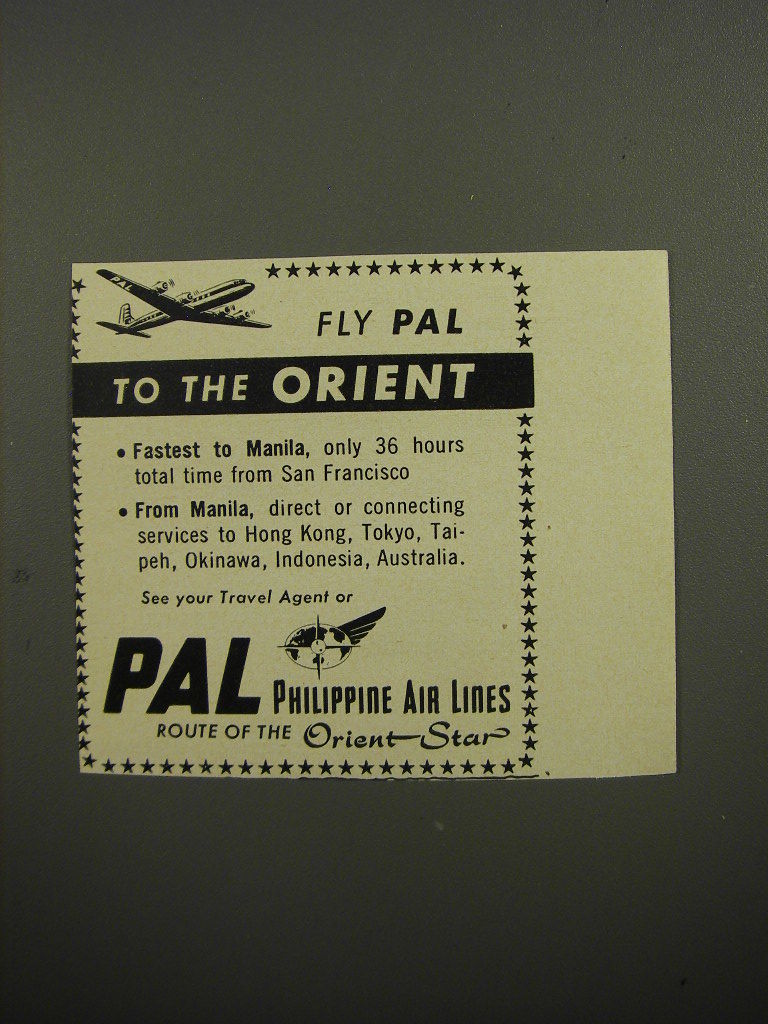 PAL
FLY PAL
TO THE ORIENT
• Fastest to Manila, only 36 hours
total time from San Francisco
• From Manila, direct or connecting
services to Hong Kong, Tokyo, Tai-
peh, Okinawa, Indonesia, Australia.
See your Travel Agent or
PAL PHILIPPINE AIR LINES
ROUTE OF THE Orient Star